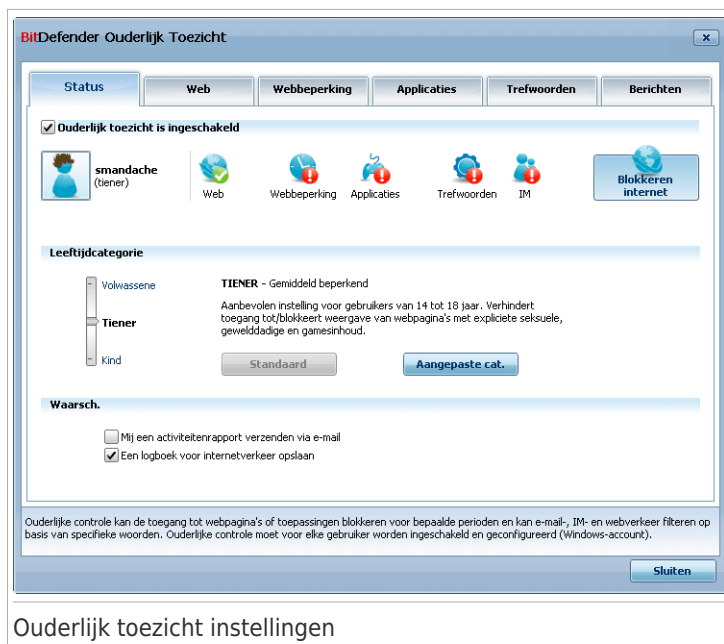 BitDefender Ouderlijk Toezicht
Status
Web
Webbeperking
Applicaties
Trefwoorden
Berichten
Ouderlijk toezicht is ingeschakeld
smandache
(tiener)
Web
Webbeperking
Applicaties
Trefwoorden
IM
Blokkeren
internet
Leeftijdcategorie
Volwassene
Tiener
Kind
TIENER - Gemiddeld beperkend
Aanbevolen instelling voor gebruikers van 14 tot 18 jaar. Verhindert
toegang tot/blokkeert weergave van webpagina's met expliciete seksuele,
gewelddadige en gamesinhoud.
Standaard
Aangepaste cat.
Waarsch.
Mij een activiteitenrapport verzenden via e-mail
Een logboek voor internetverkeer opslaan
Ouderlijke controle kan de toegang tot webpagina's of toepassingen blokkeren voor bepaalde perioden en kan e-mail-, IM- en webverkeer filteren op
basis van specifieke woorden. Ouderlijke controle moet voor elke gebruiker worden ingeschakeld en geconfigureerd (Windows-account).
Sluiten
Ouderlijk toezicht instellingen